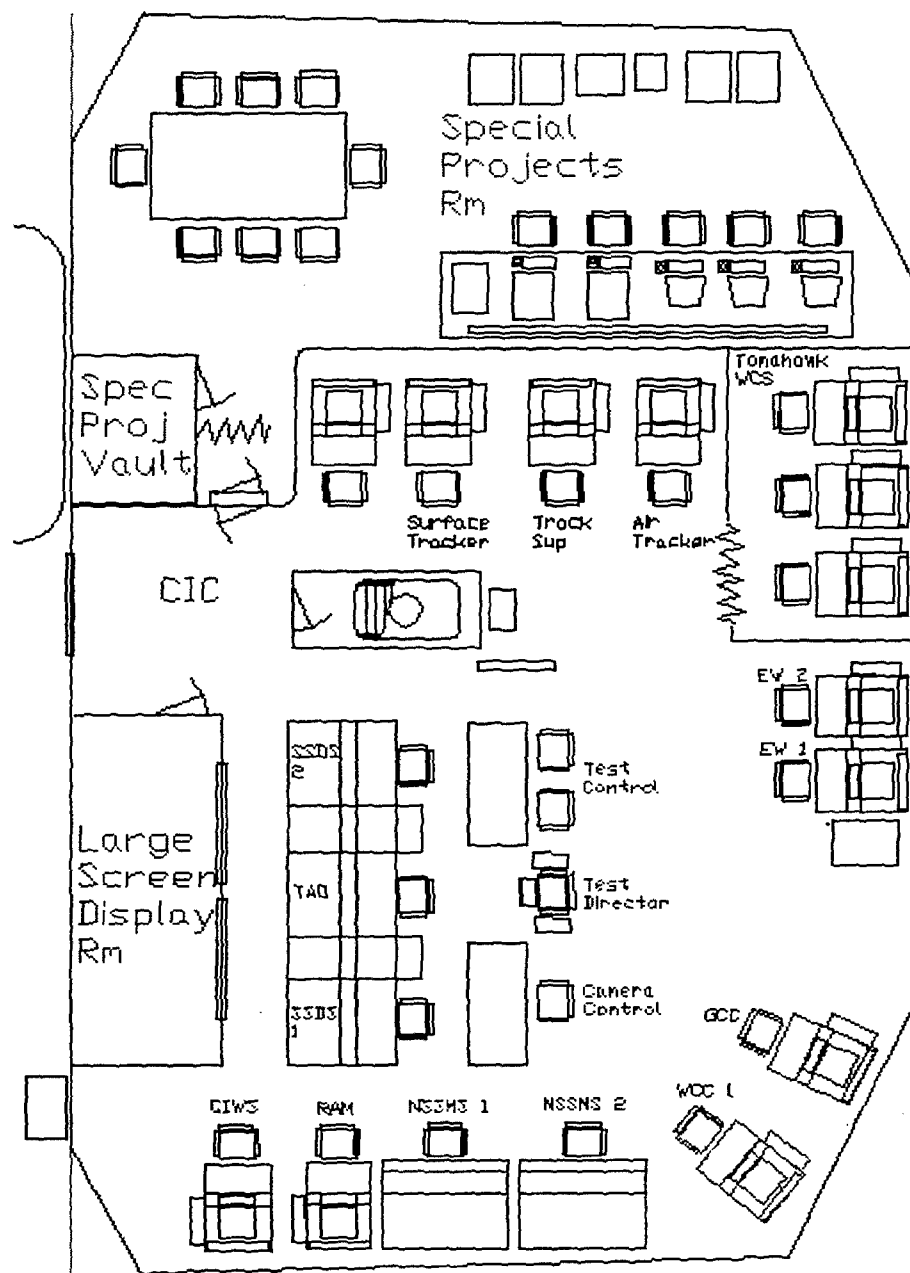 Special
Projects
Rm
Spec
Proj
Vault
Tomahawk
WCS
Surface
Tracker
Track
Sup
Air
Tracker
CIC
EW 2
EW 1
SSDS
2
Test
Control
Large
Screen
Display
Rm
TAO
Test
Director
SSDS
1
Camera
Control
GCC
WCC 1
CIWS
RAM
NSSMS 1
NSSMS 2